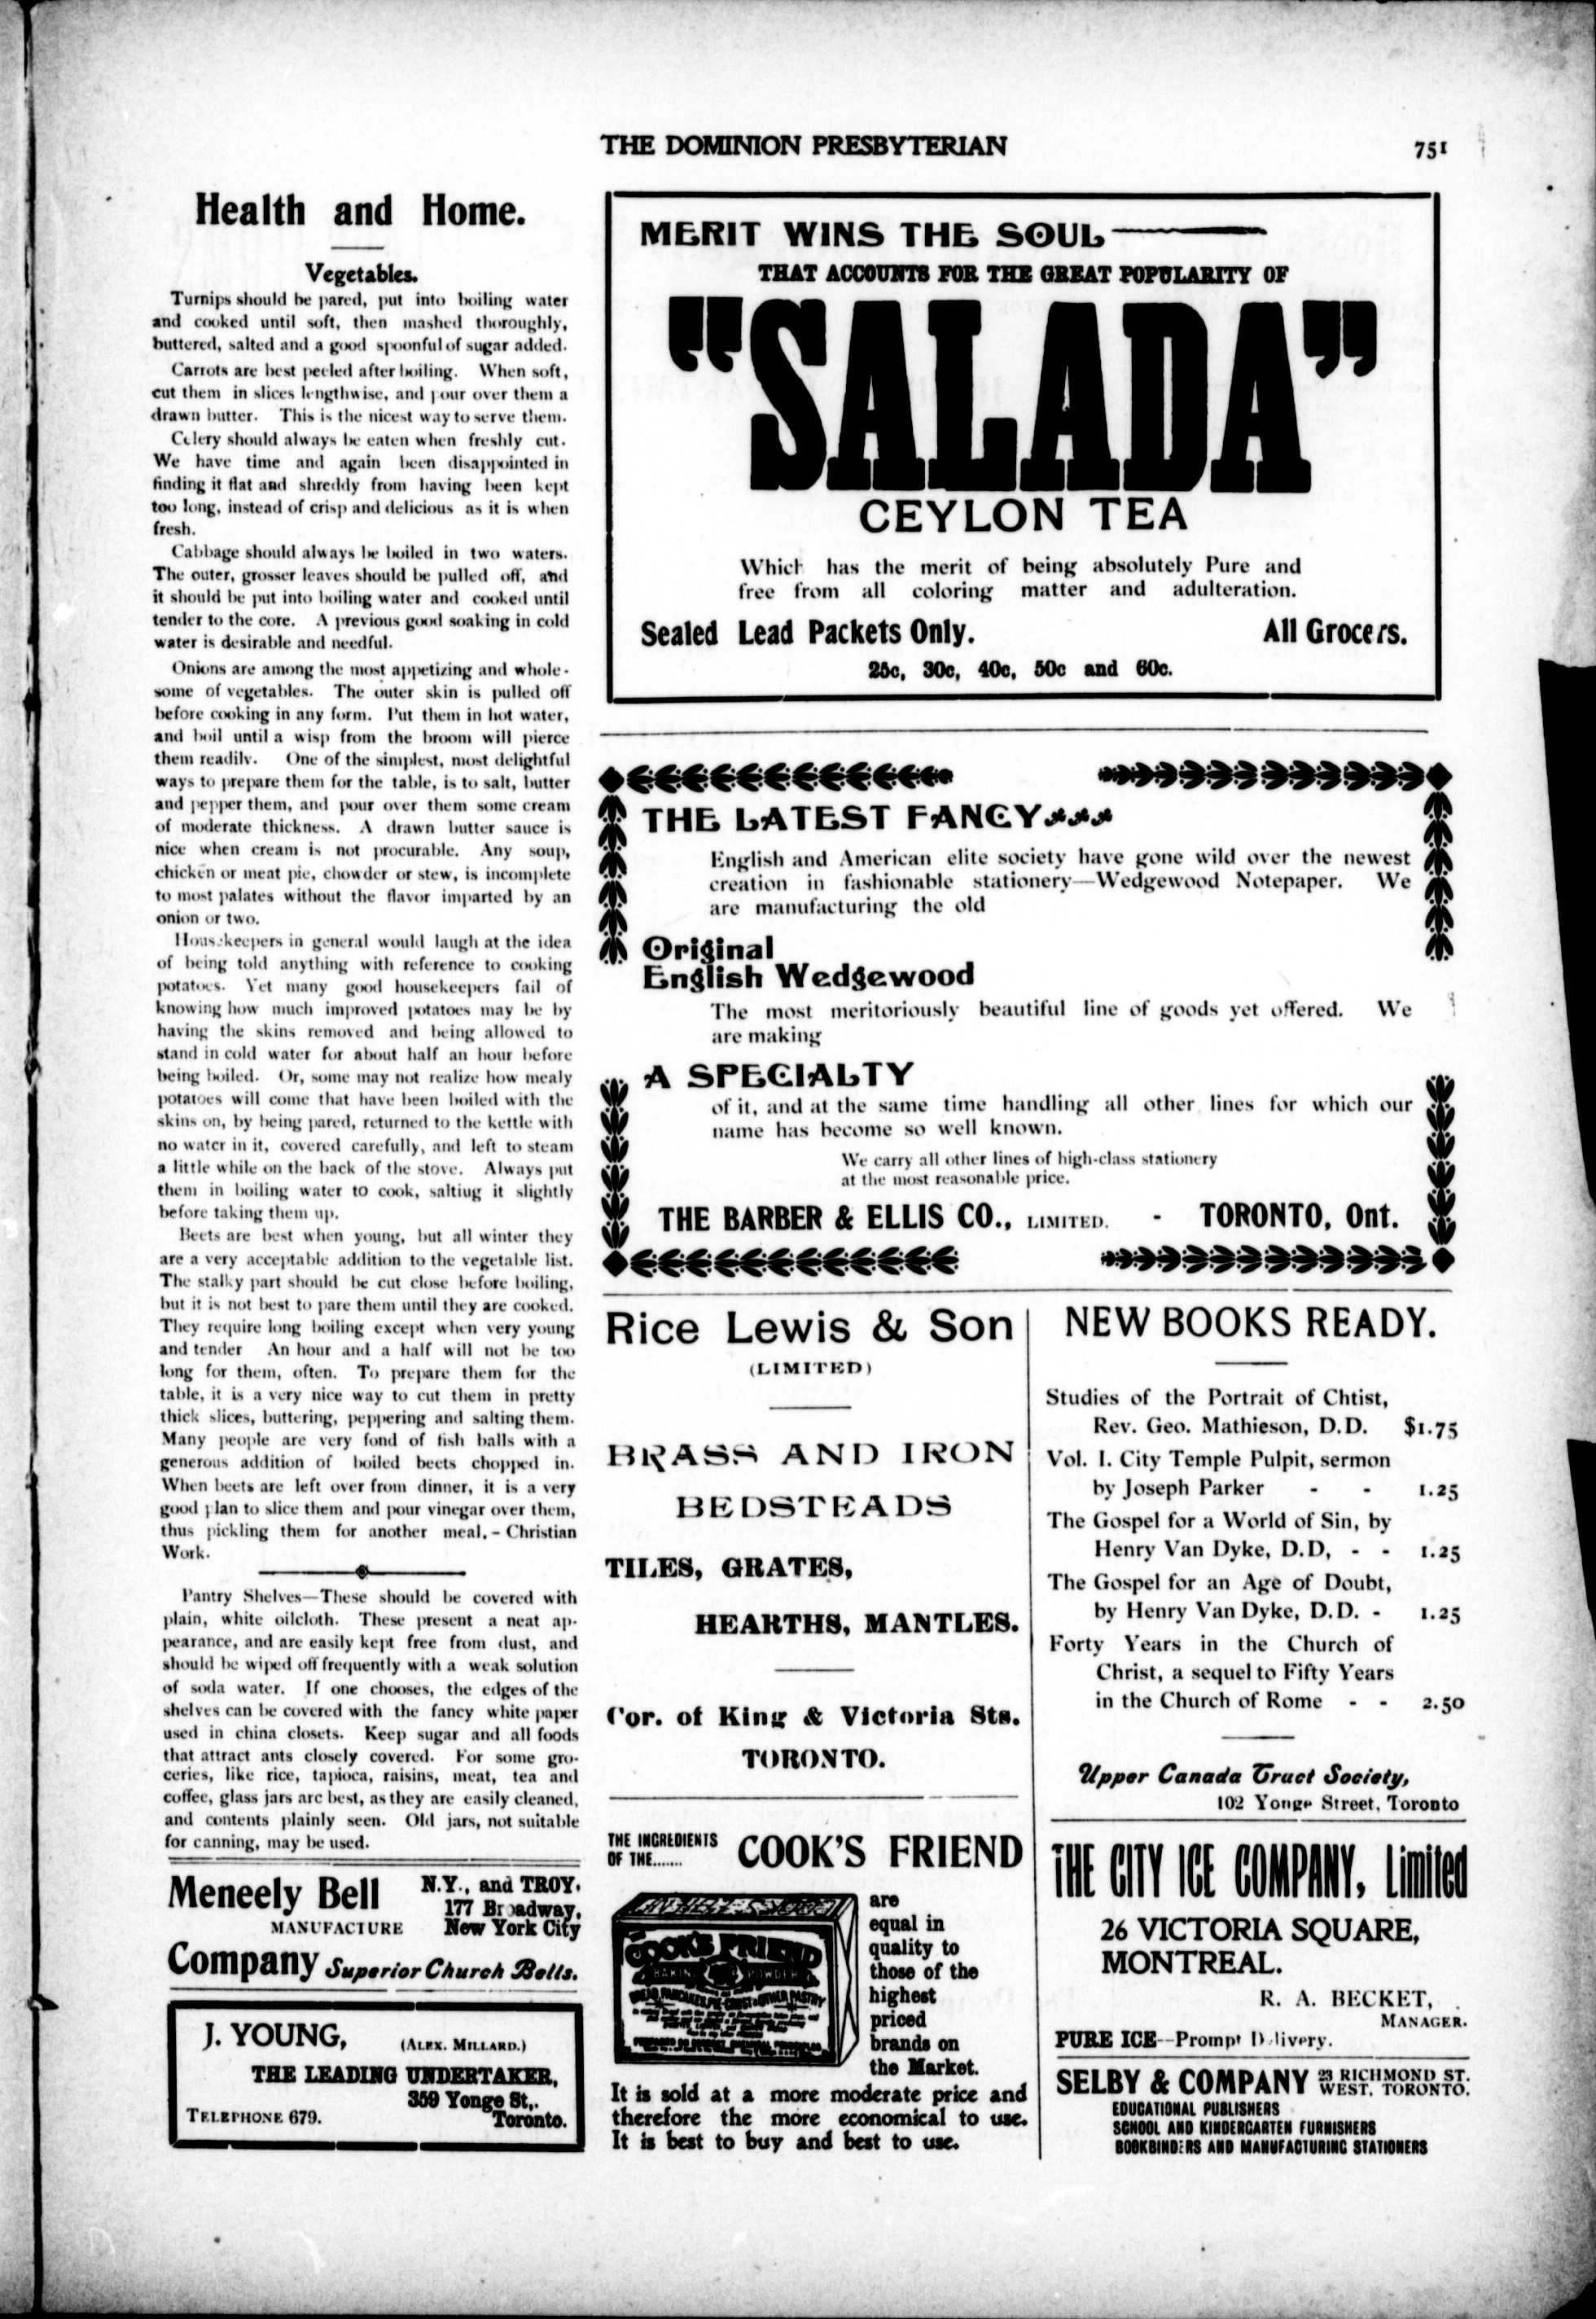 THE DOMINION PRESBYTERIAN
751
Health and Home.
Vegetables.
Turnips should be pared, put into boiling water
and cooked until soft, then mashed thoroughly,
buttered, salted and a good spoonful of sugar added.
Carrots are best peeled after boiling. When soft,
cut them in slices lengthwise, and pour over them a
drawn butter. This is the nicest way to serve them.
Celery should always be eaten when freshly cut.
We have time and again been disappointed in
finding it flat and shreddy from having been kept
too long, instead of crisp and delicious as it is when
fresh.
Cabbage should always be boiled in two waters.
The outer, grosser leaves should be pulled off, and
it should be put into boiling water and cooked until
tender to the core. A previous good soaking in cold
water is desirable and needful.
Onions are among the most appetizing and whole-
some of vegetables. The outer skin is pulled off
before cooking in any form. Put them in hot water,
and boil until a wisp from the broom will pierce
them readily. One of the simplest, most delightful
ways to prepare them for the table, is to salt, butter
and pepper them, and pour over them some cream
of moderate thickness. A drawn butter sauce is
nice when cream is not procurable. Any soup,
chicken or meat pie, chowder or stew, is incomplete
to most palates without the flavor imparted by an
onion or two.
Housekeepers in general would laugh at the idea
of being told anything with reference to cooking
potatoes. Yet many good housekeepers fail of
knowing how much improved potatoes may be by
having the skins removed and being allowed to
stand in cold water for about half an hour before
being boiled. Or, some may not realize how mealy
potatoes will come that have been boiled with the
skins on, by being pared, returned to the kettle with
no water in it, covered carefully, and left to steam
a little while on the back of the stove. Always put
them in boiling water to cook, saltiug it slightly
before taking them up.
Beets are best when young, but all winter they
are a very acceptable addition to the vegetable list.
The stalky part should be cut close before boiling,
but it is not best to pare them until they are cooked.
They require long boiling except when very young
and tender An hour and a half will not be too
long for them, often. To prepare them for the
table, it is a very nice way to cut them in pretty
thick slices, buttering, peppering and salting them.
Many people are very fond of fish balls with a
generous addition of boiled beets chopped in.
When beets are left over from dinner, it is a very
good plan to slice them and pour vinegar over them,
thus pickling them for another meal.-Christian
Work.
Pantry Shelves—These should be covered with
plain, white oilcloth. These present a neat ap-
pearance, and are easily kept free from dust, and
should be wiped off frequently with a weak solution
of soda water. If one chooses, the edges of the
shelves can be covered with the fancy white paper
used in china closets. Keep sugar and all foods
that attract ants closely covered. For some gro-
ceries, like rice, tapioca, raisins, meat, tea and
coffee, glass jars are best, as they are easily cleaned,
and contents plainly seen. Old jars, not suitable
for canning, may be used.
Meneely Bell
MANUFACTURE
Company
N.Y., and TROY.
177 Broadway,
New York City
Superior Church Bells.
J. YOUNG,
(ALEX. MILLARD.)
THE LEADING UNDERTAKER,
359 Yonge St.,
TELEPHONE 679.
Toronto.
MERIT WINS THE SOUL
THAT ACCOUNTS FOR THE GREAT POPULARITY OF
"SALADA"
CEYLON TEA
Which has the merit of being absolutely Pure and
free from all coloring matter and adulteration.
Sealed Lead Packets Only.
All Grocers.
25c, 30c, 40c, 50c and 60c.
THE LATEST FANCY
English and American elite society have gone wild over the newest
creation in fashionable stationery—Wedgewood Notepaper. We
are manufacturing the old
Original
English Wedgewood
The most meritoriously beautiful line of goods yet offered. We
are making
A SPECIALTY
of it, and at the same time handling all other lines for which our
name has become so well known.
We carry all other lines of high-class stationery
at the most reasonable price.
THE BARBER & ELLIS CO., LIMITED. - TORONTO, Ont.
Rice Lewis & Son
(LIMITED)
BRASS AND IRON
BEDSTEADS
TILES, GRATES,
HEARTHS, MANTLES.
Cor. of King & Victoria Sts.
TORONTO.
THE INGREDIENTS
OF THE.......
COOK'S FRIEND
COOK'S FRIEND
BAKING POWDER
are
equal in
quality to
those of the
highest
priced
brands on
the Market.
It is sold at a more moderate price and
therefore the more economical to use.
It is best to buy and best to use.
NEW BOOKS READY.
Studies of the Portrait of Chtist,
Rev. Geo. Mathieson, D.D. $1.75
Vol. I. City Temple Pulpit, sermon
by Joseph Parker - - 1.25
The Gospel for a World of Sin, by
Henry Van Dyke, D.D, - - 1.25
The Gospel for an Age of Doubt,
by Henry Van Dyke, D.D. - 1.25
Forty Years in the Church of
Christ, a sequel to Fifty Years
in the Church of Rome - - 2.50
Upper Canada Tract Society,
102 Yonge Street, Toronto
THE CITY ICE COMPANY, Limited
26 VICTORIA SQUARE,
MONTREAL.
R. A. BECKET,
MANAGER.
PURE ICE--Prompt Delivery.
SELBY & COMPANY
23 RICHMOND ST.
WEST, TORONTO.
EDUCATIONAL PUBLISHERS
SCHOOL AND KINDERGARTEN FURNISHERS
BOOKBINDERS AND MANUFACTURING STATIONERS